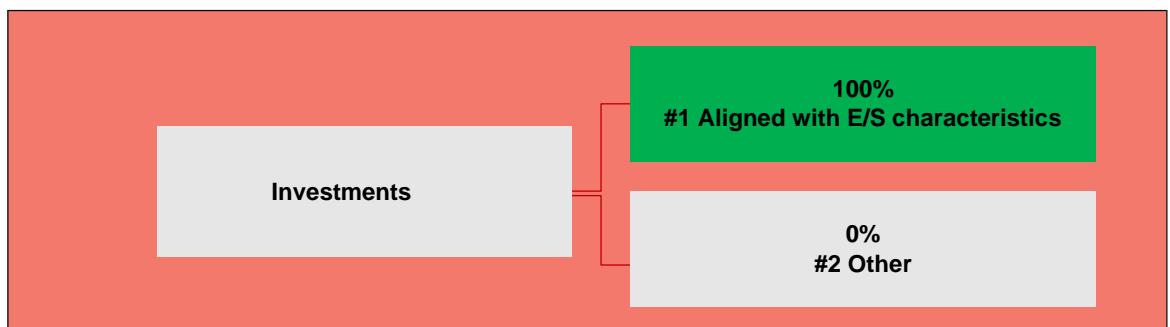 100%
#1 Aligned with E/S characteristics
Investments
0%
#2 Other